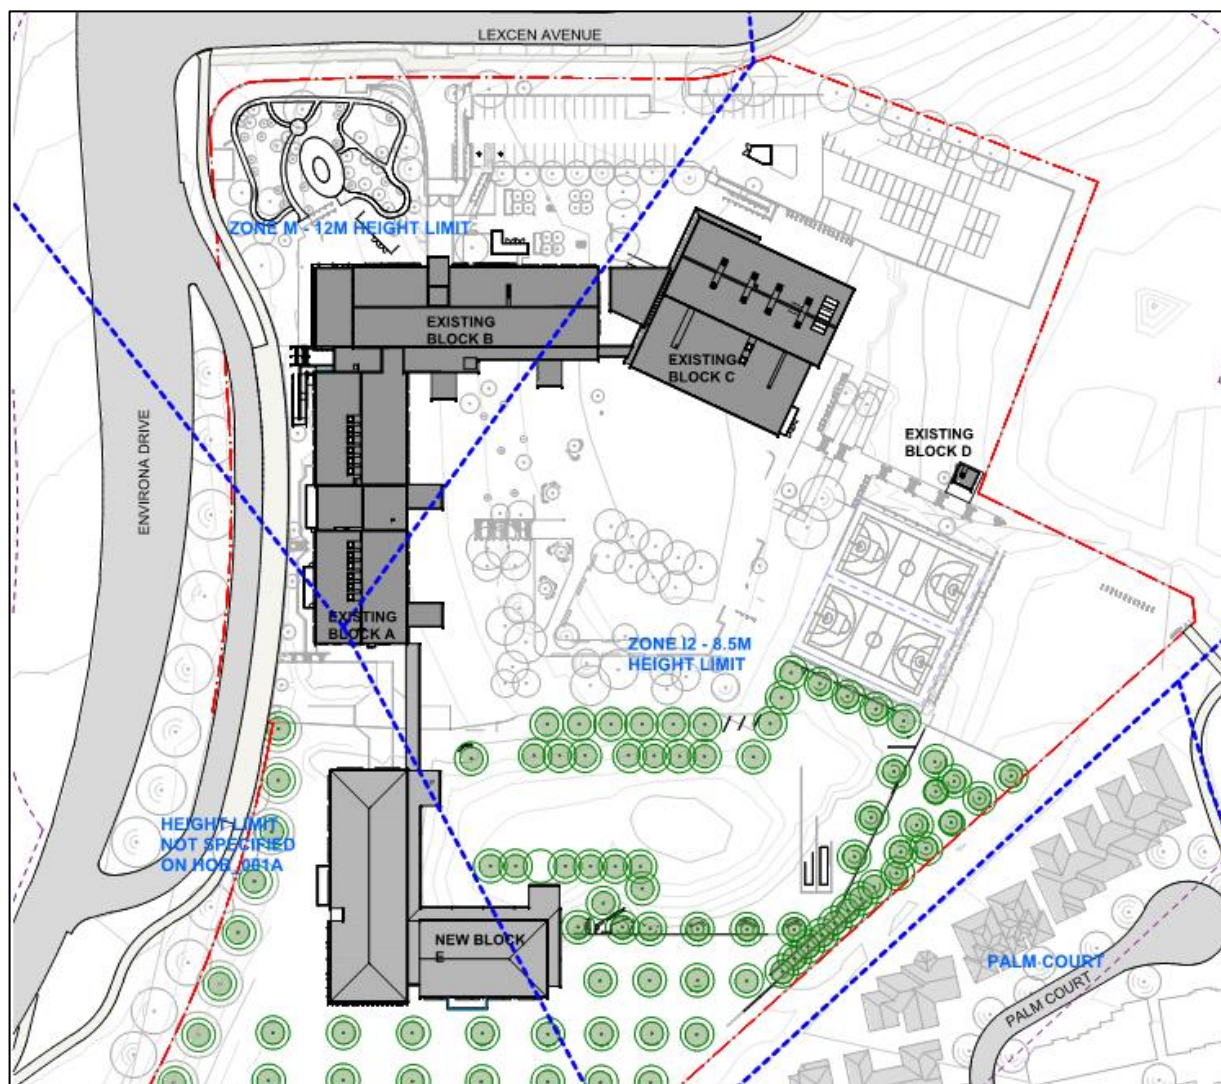 LEXCEN AVENUE
ZONE M - 12M HEIGHT LIMIT
EXISTING
BLOCK B
EXISTING
BLOCK C
EXISTING
BLOCK D
ENVIRONA DRIVE
EXISTING
BLOCK A
ZONE I2 - 8.5M
HEIGHT LIMIT
HEIGHT LIMIT
NOT SPECIFIED
ON HOB_001A
NEW BLOCK
E
PALM COURT
PALM COURT